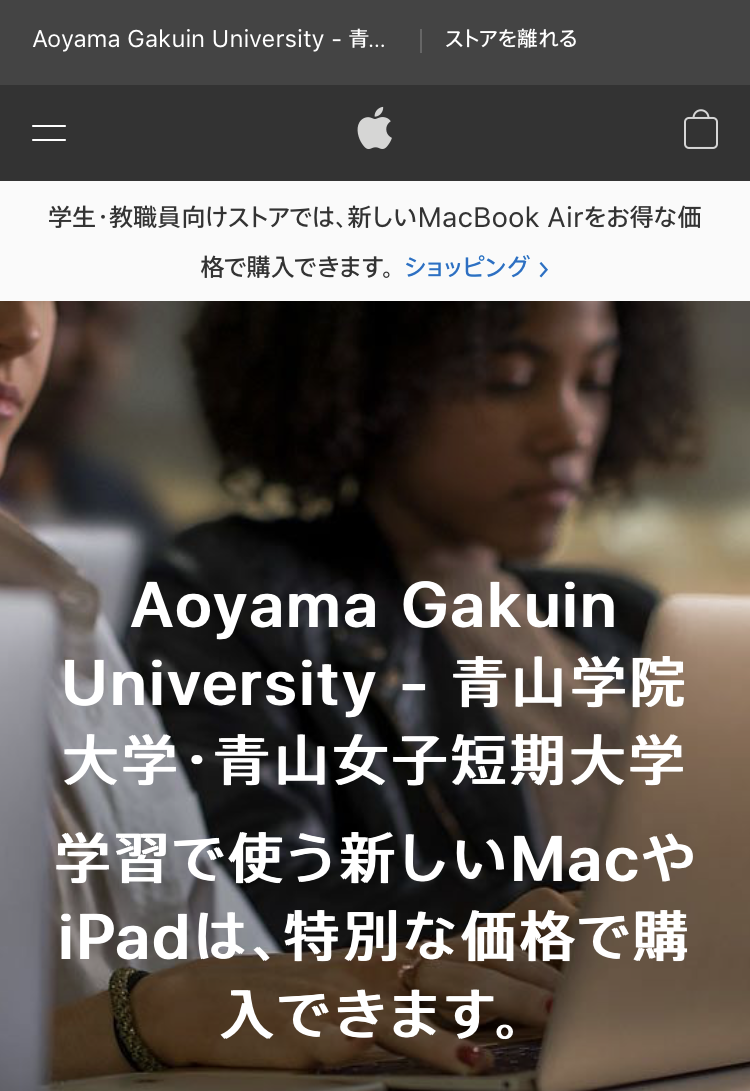 Aoyama Gakuin University - 青... | ストアを離れる
学生·教職員向けストアでは、新しいMacBook Airをお得な価
格で購入できます。 ショッピング ›
Aoyama Gakuin
University - 青山学院
大学·青山女子短期大学
学習で使う新しいMacや
iPadは、特別な価格で購
入できます。